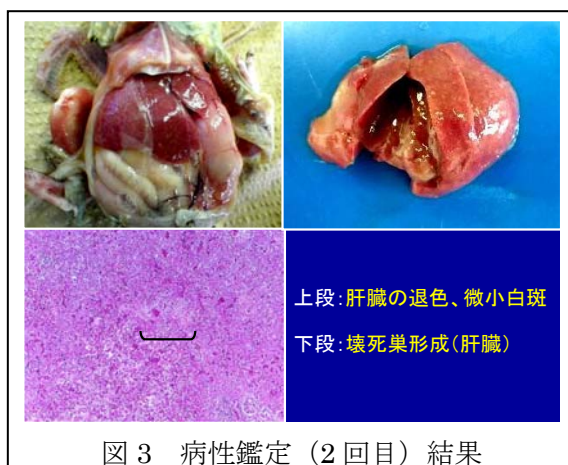 上段:肝臓の退色、微小白斑
下段:壊死巣形成(肝臓)
図 3　病性鑑定（2 回目）結果